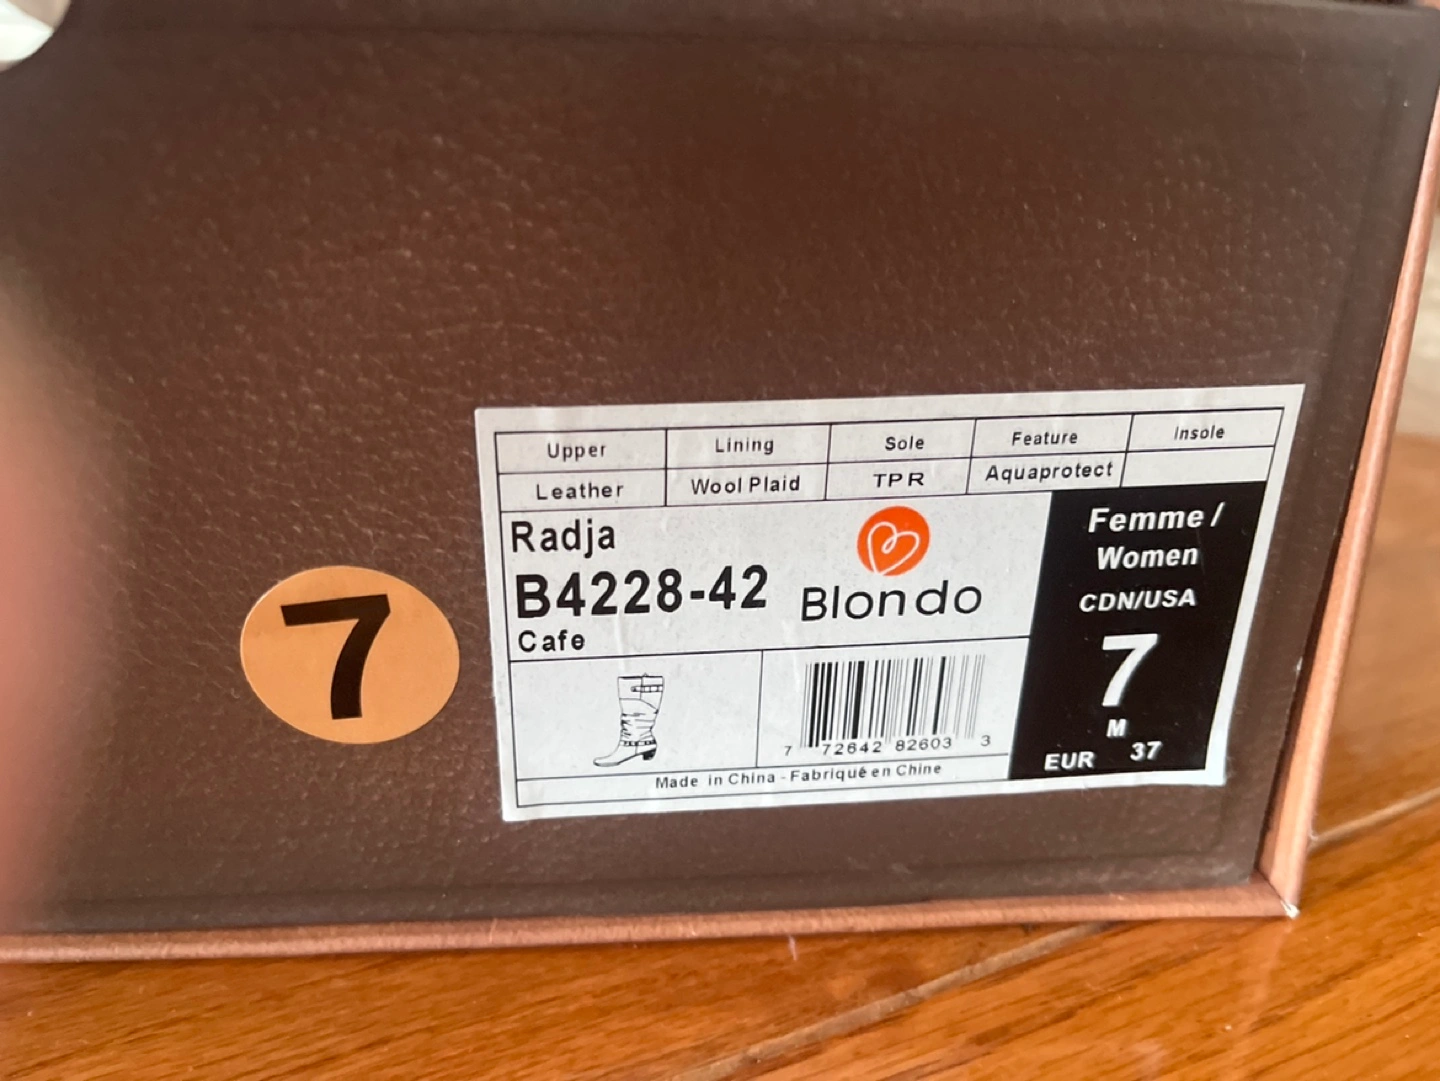 Upper Lining Sole Feature Insole
Leather Wool Plaid TPR Aquaprotect
Radja
B4228-42
Cafe
Blondo
Femme /
Women
CDN/USA
7
M
EUR 37
7 72642 82603 3
Made in China - Fabriqué en Chine
7